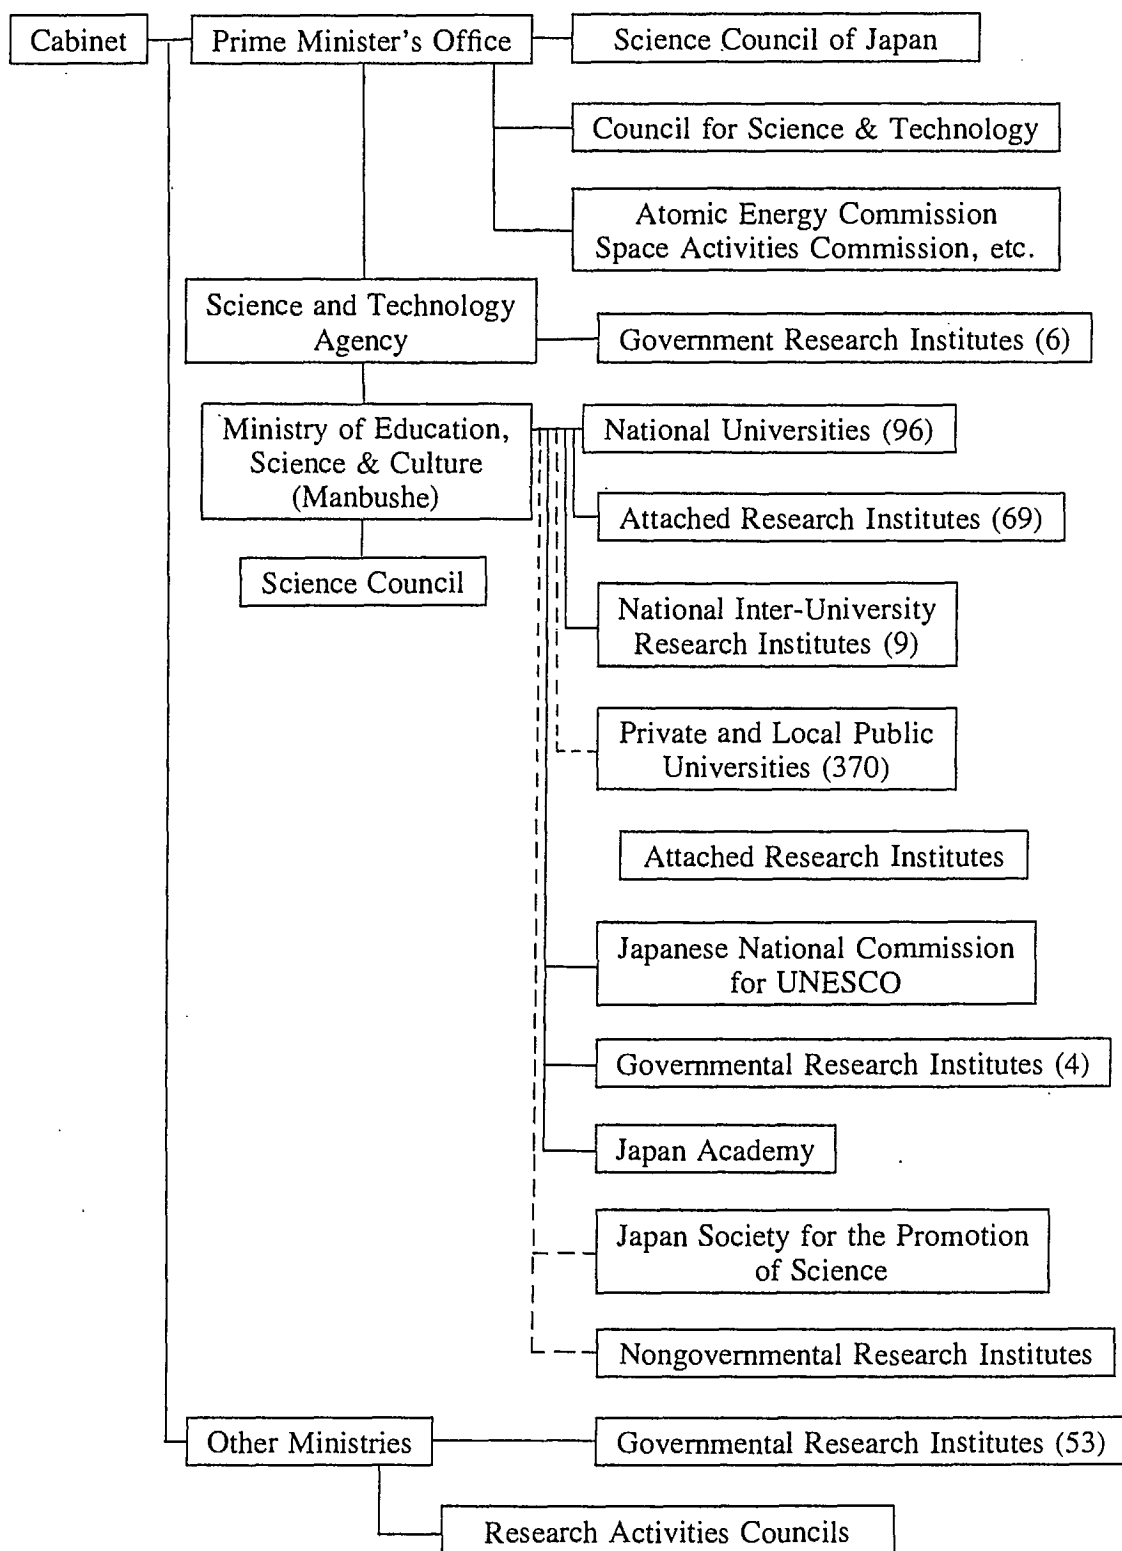 Cabinet
Prime Minister's Office
Science Council of Japan
Council for Science & Technology
Atomic Energy Commission
Space Activities Commission, etc.
Science and Technology
Agency
Government Research Institutes (6)
Ministry of Education,
Science & Culture
(Manbushe)
National Universities (96)
Attached Research Institutes (69)
Science Council
National Inter-University
Research Institutes (9)
Private and Local Public
Universities (370)
Attached Research Institutes
Japanese National Commission
for UNESCO
Governmental Research Institutes (4)
Japan Academy
Japan Society for the Promotion
of Science
Nongovernmental Research Institutes
Other Ministries
Governmental Research Institutes (53)
Research Activities Councils